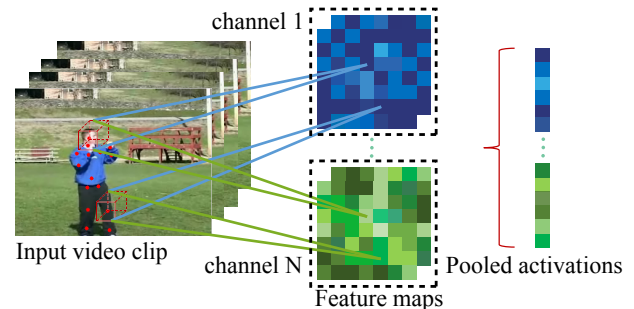 channel 1
Input video clip
channel N
Pooled activations
Feature maps